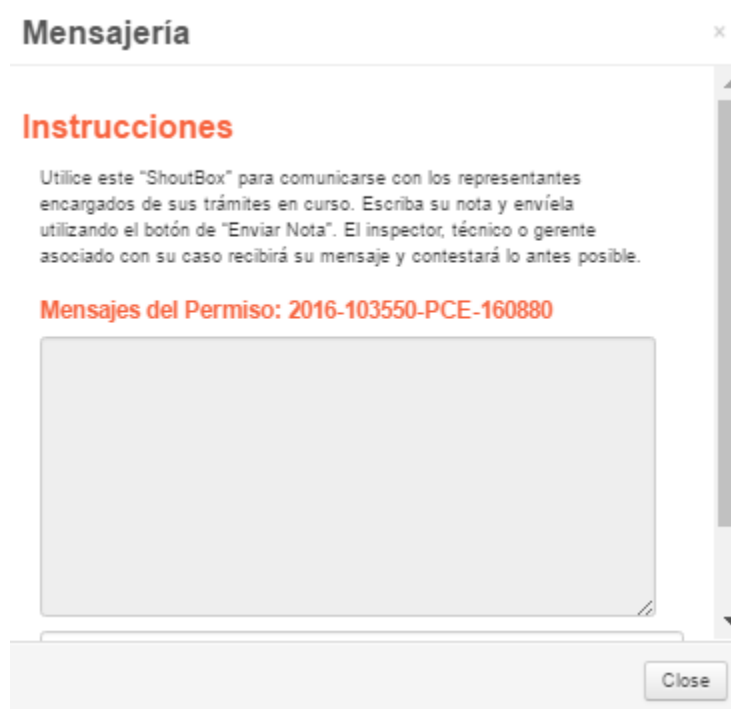 Mensajería
×
Instrucciones
Utilice este "ShoutBox" para comunicarse con los representantes
encargados de sus trámites en curso. Escriba su nota y envíela
utilizando el botón de "Enviar Nota". El inspector, técnico o gerente
asociado con su caso recibirá su mensaje y contestará lo antes posible.
Mensajes del Permiso: 2016-103550-PCE-160880
Close